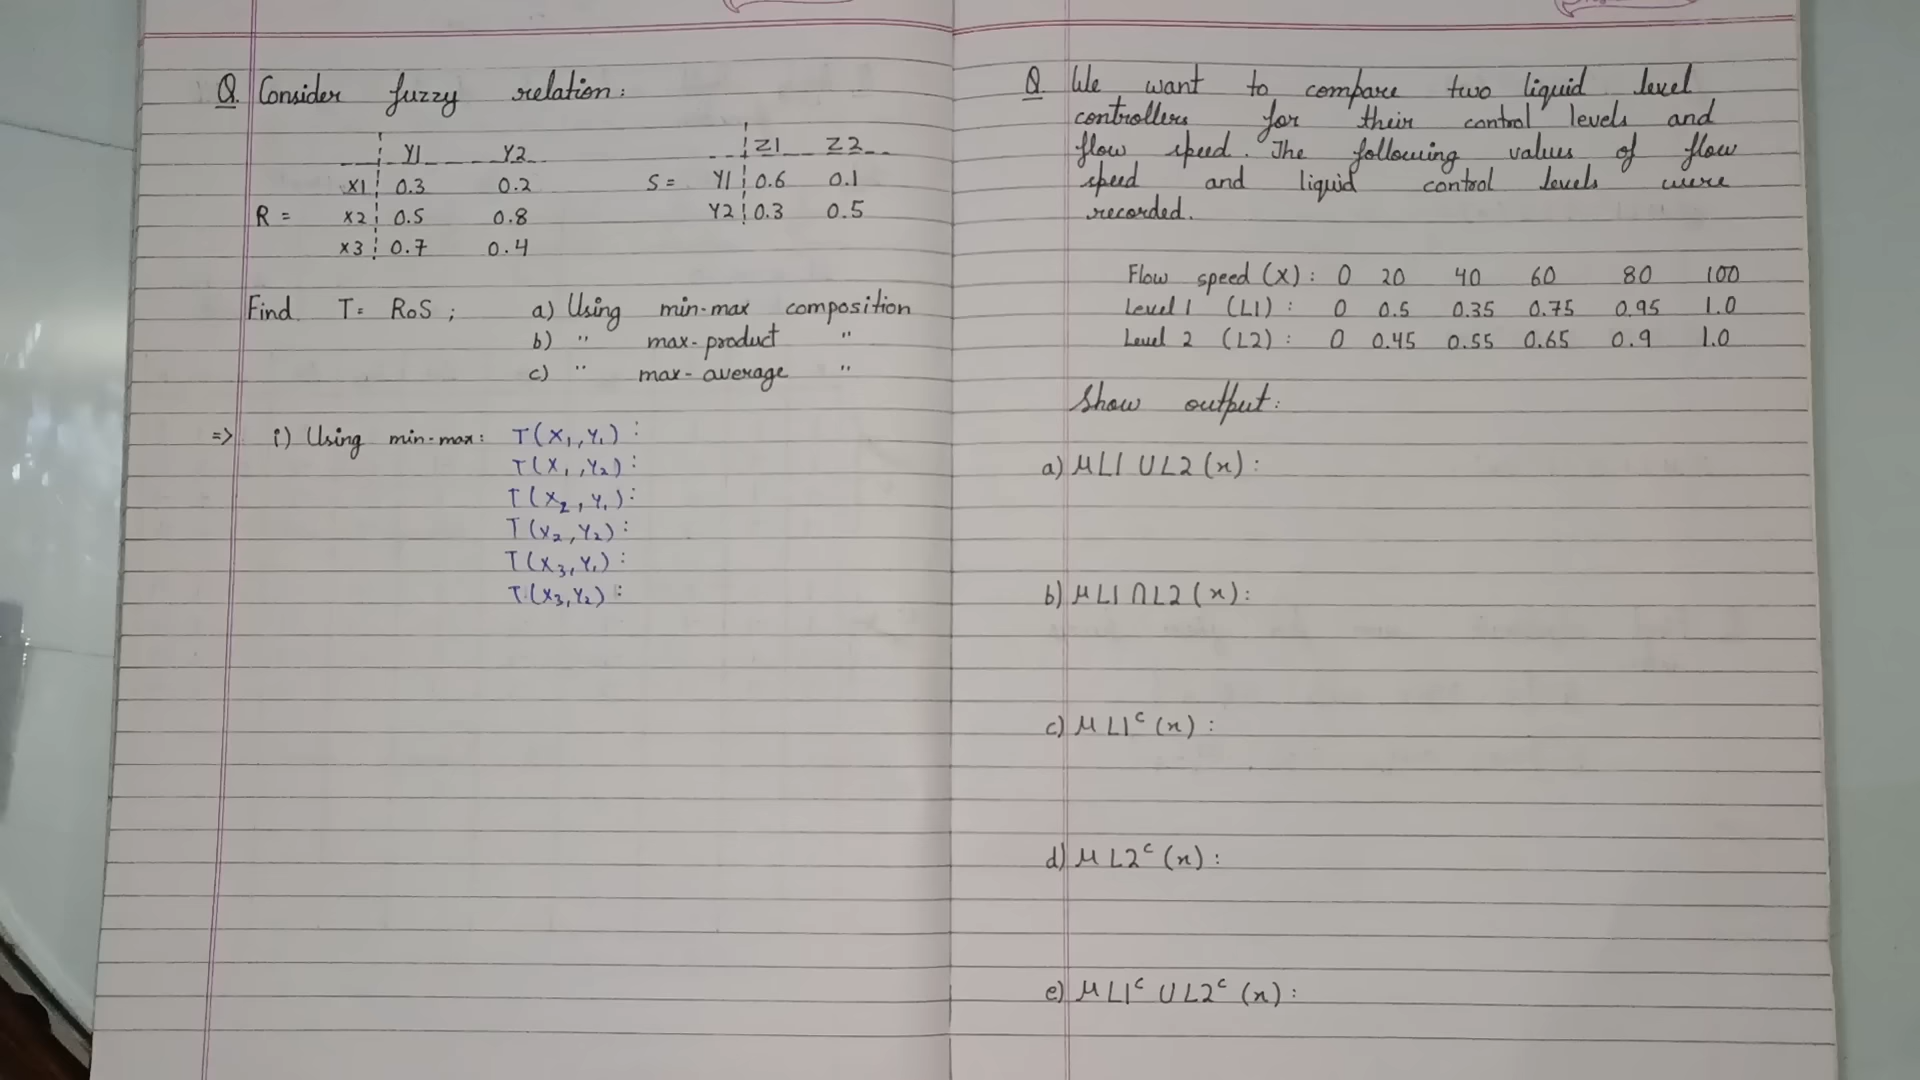 Q. Consider fuzzy relation:
Y1 Y2
X1 0.3 0.2
R = X2 0.5 0.8
X3 0.7 0.4
Z1 Z2
S = Y1 0.6 0.1
Y2 0.3 0.5
Find T = RoS ; a) Using min-max composition
b) " max-product "
c) " max-average "
=> i) Using min-max: T(X₁,Y₁) :
T(X₁,Y₂) :
T(X₂,Y₁) :
T(X₂,Y₂) :
T(X₃,Y₁) :
T(X₃,Y₂) :
Q. We want to compare two liquid level
controllers for their control levels and
flow speed. The following values of flow
speed and liquid control levels were
recorded.
Flow speed (X) : 0 20 40 60 80 100
Level 1 (L1) : 0 0.5 0.35 0.75 0.95 1.0
Level 2 (L2) : 0 0.45 0.55 0.65 0.9 1.0
Show output:
a) μL1 ∪ L2 (x) :
b) μL1 ∩ L2 (x) :
c) μL1ᶜ (x) :
d) μL2ᶜ (x) :
e) μL1ᶜ ∪ L2ᶜ (x) :